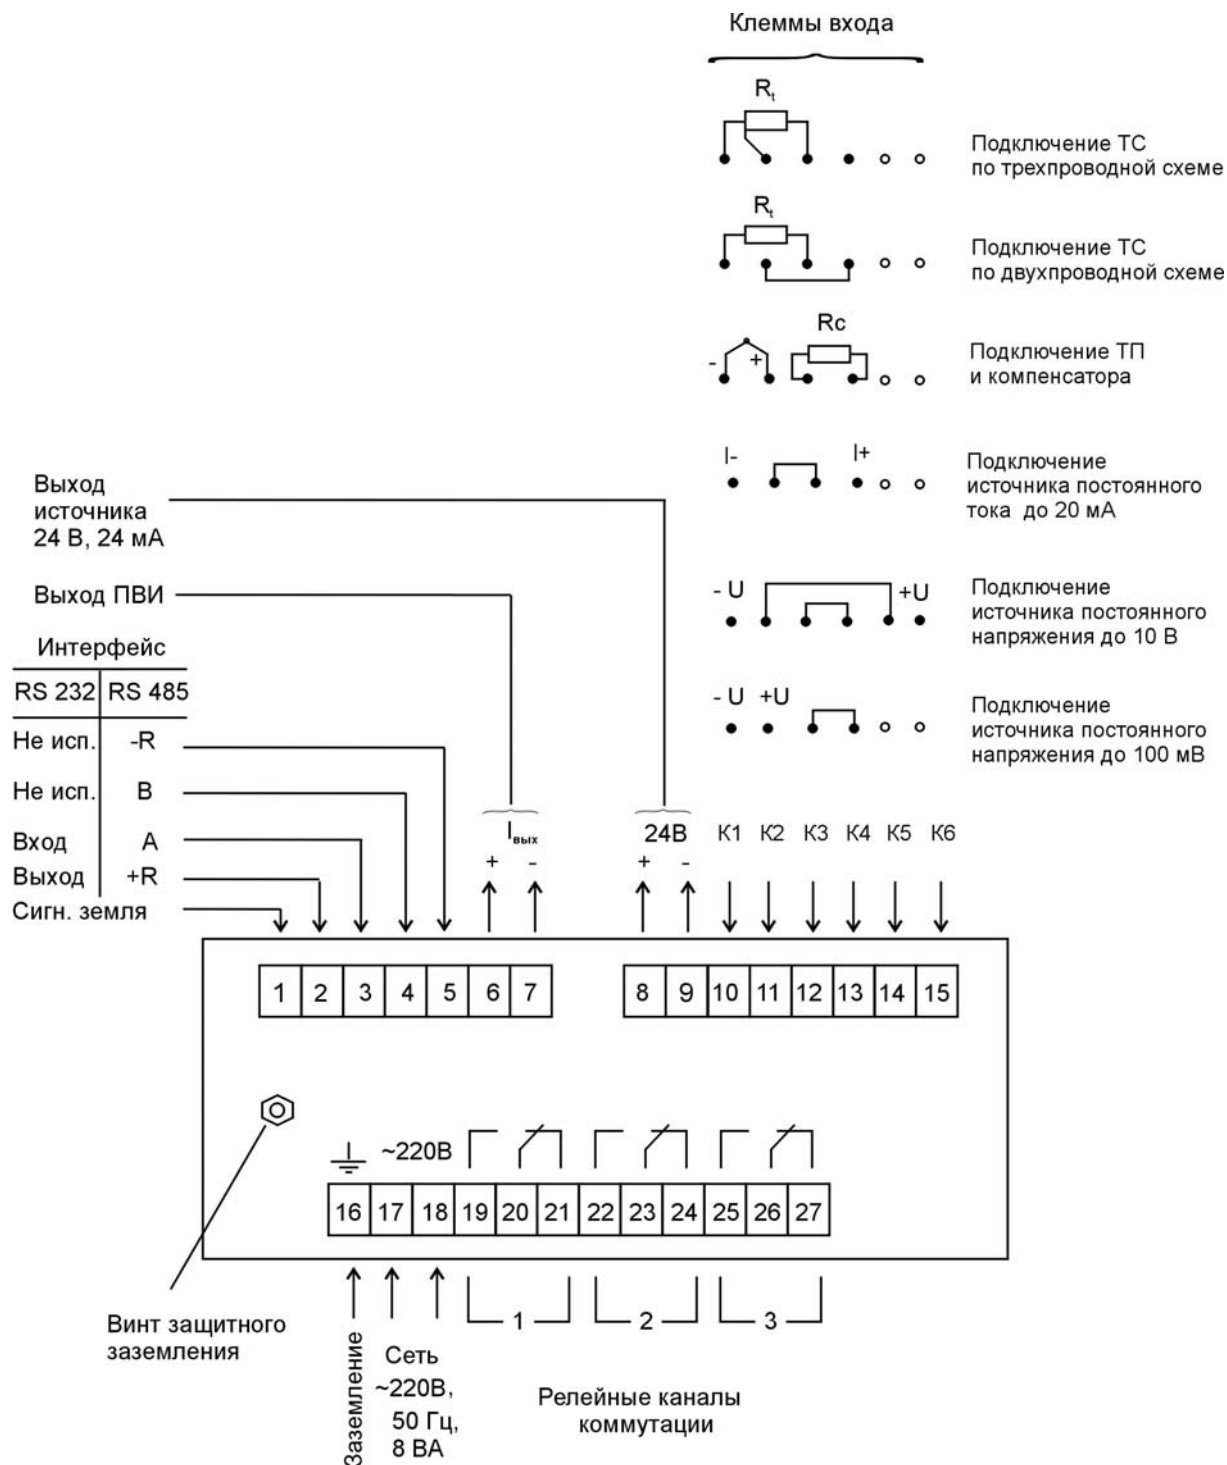 Клеммы входа
Rt
Подключение ТС
по трехпроводной схеме
Rt
Подключение ТС
по двухпроводной схеме
Rc
- +
Подключение ТП
и компенсатора
I- I+
Подключение
источника постоянного
тока до 20 мА
Выход
источника
24 В, 24 мА
- U +U
Подключение
источника постоянного
напряжения до 10 В
Выход ПВИ
Интерфейс
RS 232 RS 485
- U +U
Подключение
источника постоянного
напряжения до 100 мВ
Не исп. -R
Не исп. B
Вход A
Выход +R
Сигн. земля
Iвых
+ -
24В
+ -
К1 К2 К3 К4 К5 К6
1 2 3 4 5 6 7
8 9 10 11 12 13 14 15
~220В
16 17 18 19 20 21 22 23 24 25 26 27
1 2 3
Винт защитного
заземления
Заземление
Сеть
~220В,
50 Гц,
8 ВА
Релейные каналы
коммутации